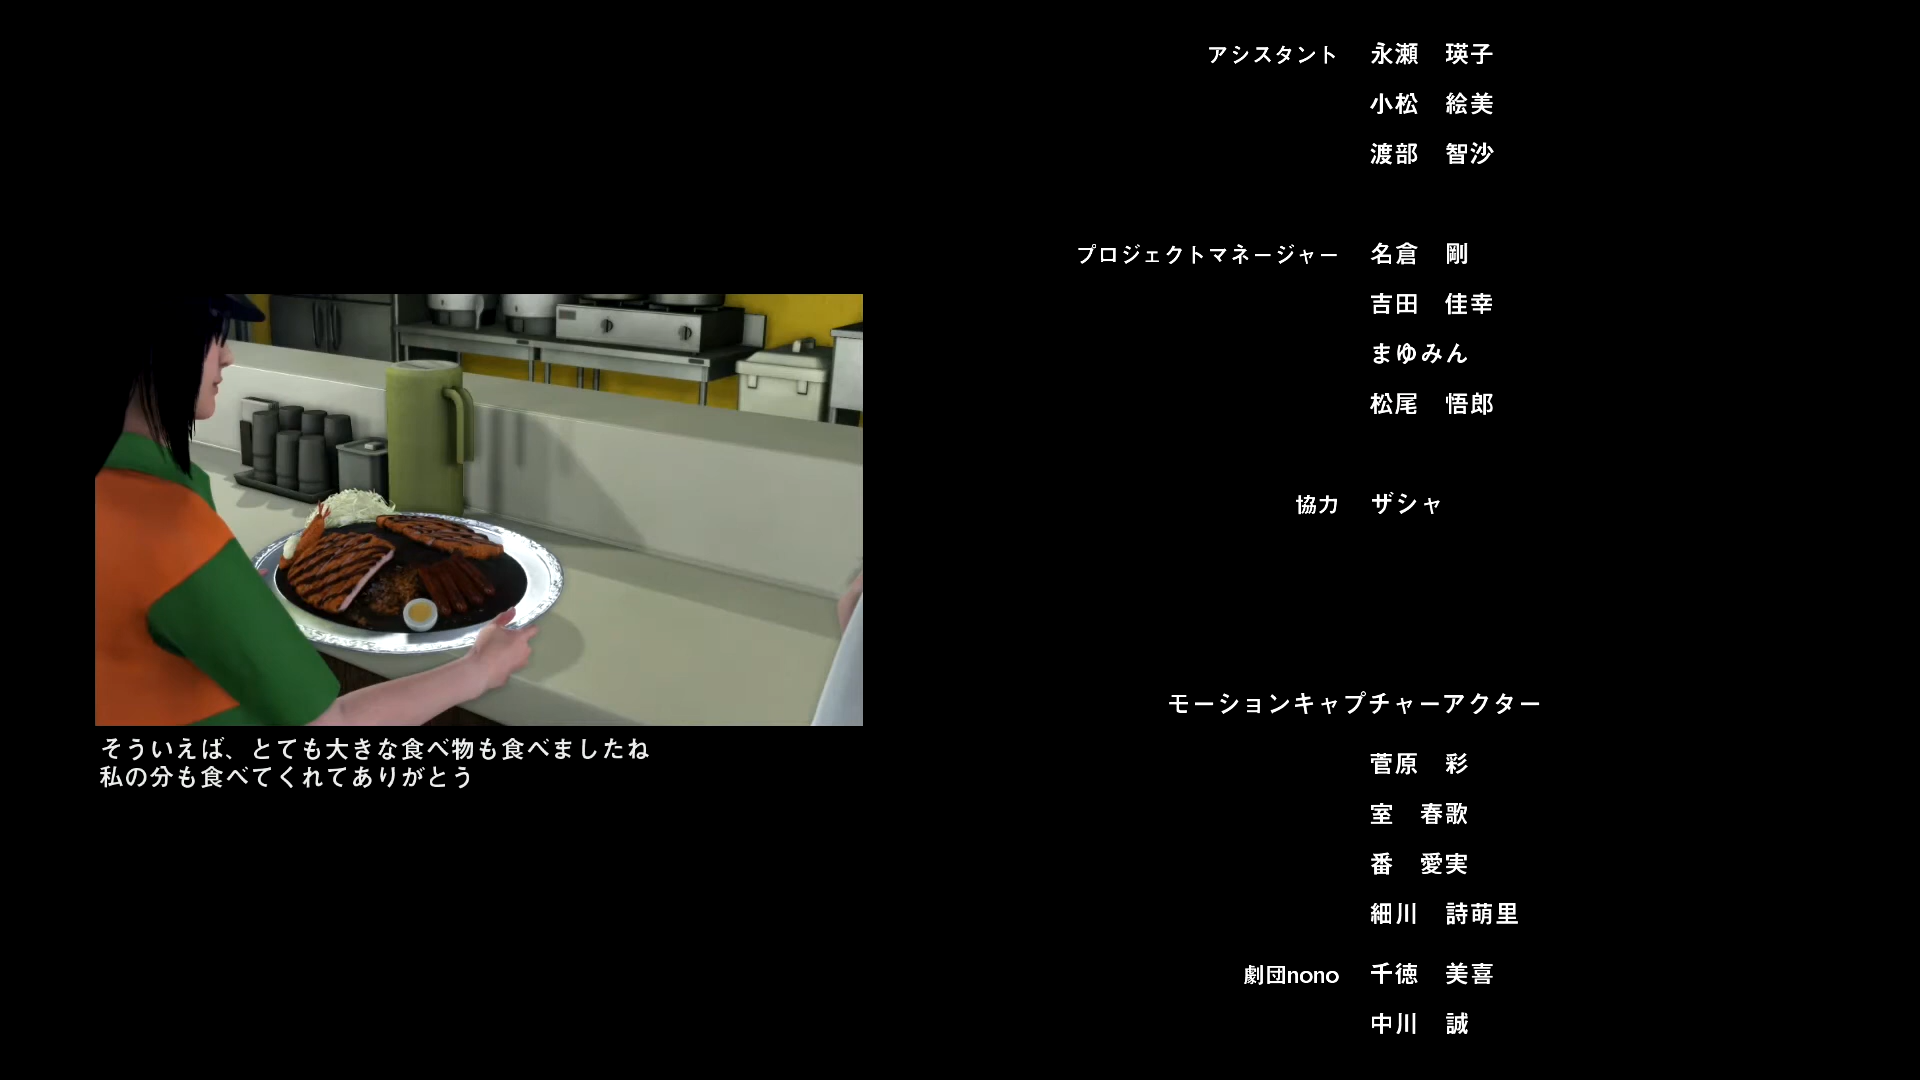 そういえば、とても大きな食べ物も食べましたね
私の分も食べてくれてありがとう
アシスタント　永瀬　瑛子
小松　絵美
渡部　智沙
プロジェクトマネージャー　名倉　剛
吉田　佳幸
まゆみん
松尾　悟郎
協力　ザシャ
モーションキャプチャーアクター
菅原　彩
室　春歌
番　愛実
細川　詩萌里
劇団nono　千徳　美喜
中川　誠